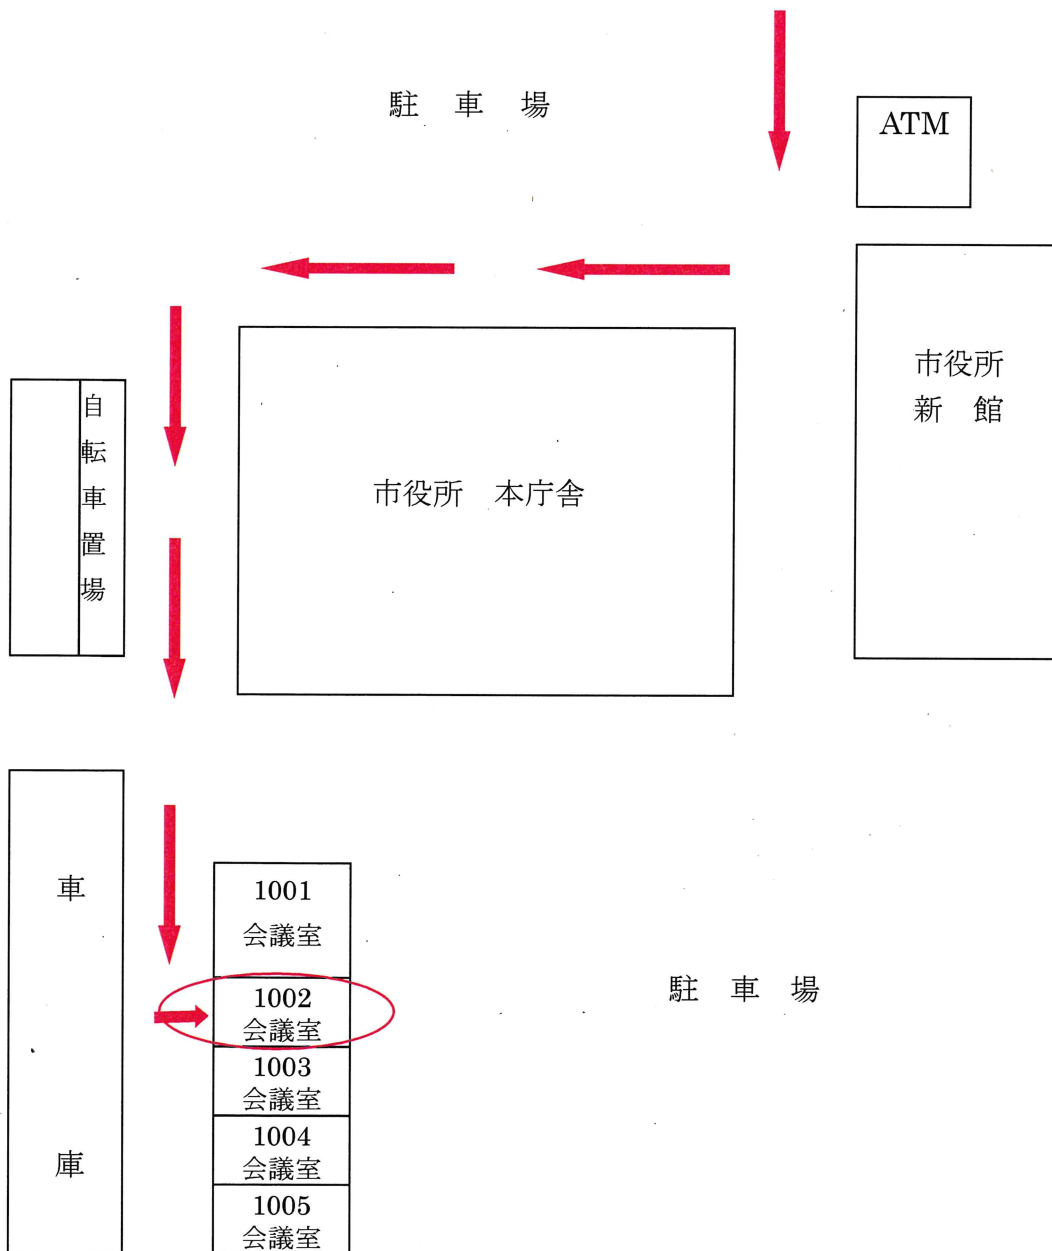 駐 車 場
ATM
市役所
新 館
市役所 本庁舎
自転車置場
車庫
1001
会議室
1002
会議室
駐 車 場
1003
会議室
1004
会議室
1005
会議室